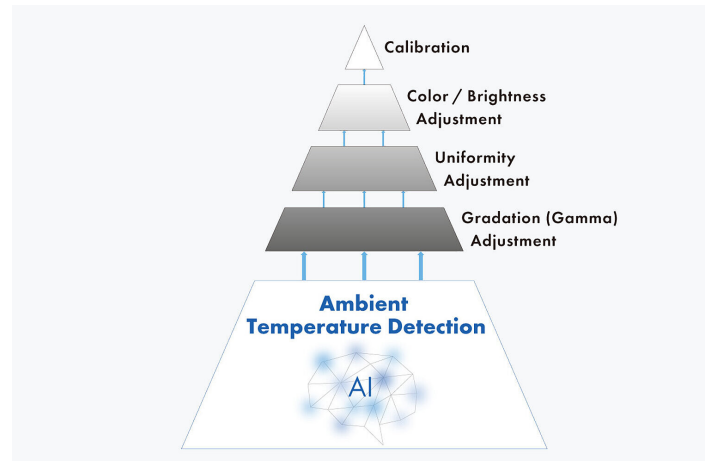 Calibration
Color / Brightness
Adjustment
Uniformity
Adjustment
Gradation (Gamma)
Adjustment
Ambient
Temperature Detection
AI